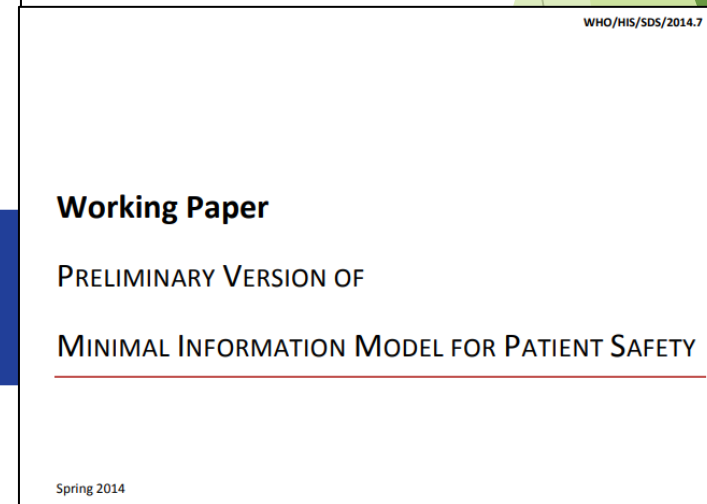 WHO/HIS/SDS/2014.7
Working Paper
PRELIMINARY VERSION OF
MINIMAL INFORMATION MODEL FOR PATIENT SAFETY
Spring 2014